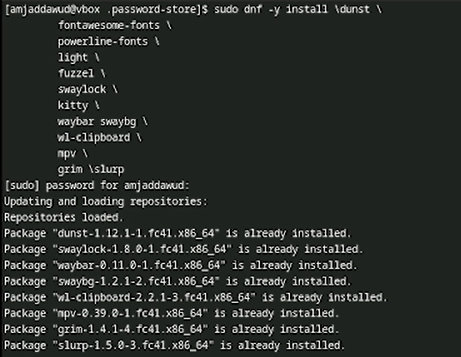 [amjaddawud@vbox .password-store]$ sudo dnf -y install \dunst \
fontawesome-fonts \
powerline-fonts \
light \
fuzzel \
swaylock \
kitty \
waybar swaybg \
wl-clipboard \
mpv \
grim \slurp
[sudo] password for amjaddawud:
Updating and loading repositories:
Repositories loaded.
Package "dunst-1.12.1-1.fc41.x86_64" is already installed.
Package "swaylock-1.8.0-1.fc41.x86_64" is already installed.
Package "waybar-0.11.0-1.fc41.x86_64" is already installed.
Package "swaybg-1.2.1-2.fc41.x86_64" is already installed.
Package "wl-clipboard-2.2.1-3.fc41.x86_64" is already installed.
Package "mpv-0.39.0-1.fc41.x86_64" is already installed.
Package "grim-1.4.1-4.fc41.x86_64" is already installed.
Package "slurp-1.5.0-3.fc41.x86_64" is already installed.